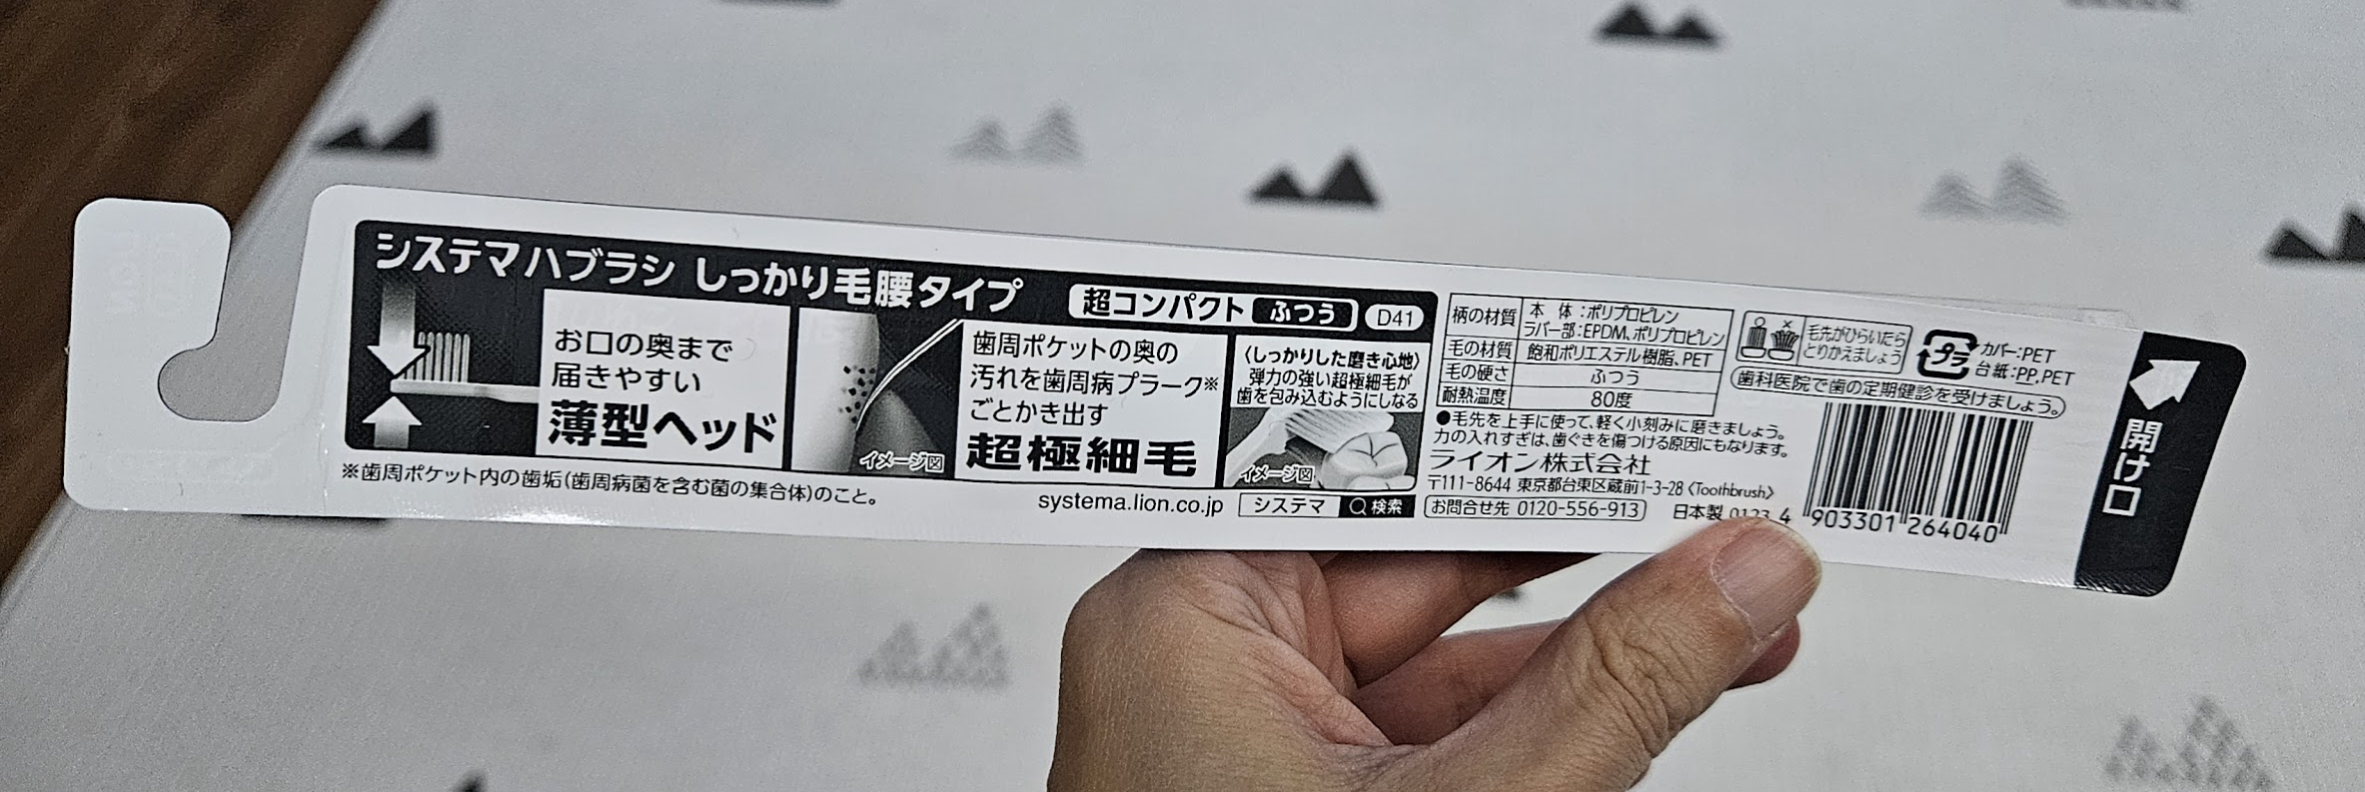 システマハブラシ しっかり毛腰タイプ
超コンパクト ふつう D41
お口の奥まで
届きやすい
薄型ヘッド
イメージ図
歯周ポケットの奥の
汚れを歯周病プラーク※
ごとかき出す
超極細毛
〈しっかりした磨き心地〉
弾力の強い超極細毛が
歯を包み込むようにしなる
イメージ図
※歯周ポケット内の歯垢(歯周病菌を含む菌の集合体)のこと。
systema.lion.co.jp システマ 検索
柄の材質 本 体:ポリプロピレン
ラバー部:EPDM、ポリプロピレン
毛の材質 飽和ポリエステル樹脂、PET
毛の硬さ ふつう
耐熱温度 80度
●毛先を上手に使って、軽く小刻みに磨きましょう。
力の入れすぎは、歯ぐきを傷つける原因にもなります。
ライオン株式会社
〒111-8644 東京都台東区蔵前1-3-28〈Toothbrush〉
お問合せ先 0120-556-913 日本製
毛先がひらいたら
とりかえましょう
プラ
カバー:PET
台紙:PP,PET
歯科医院で歯の定期健診を受けましょう。
4 903301 264040
開け口